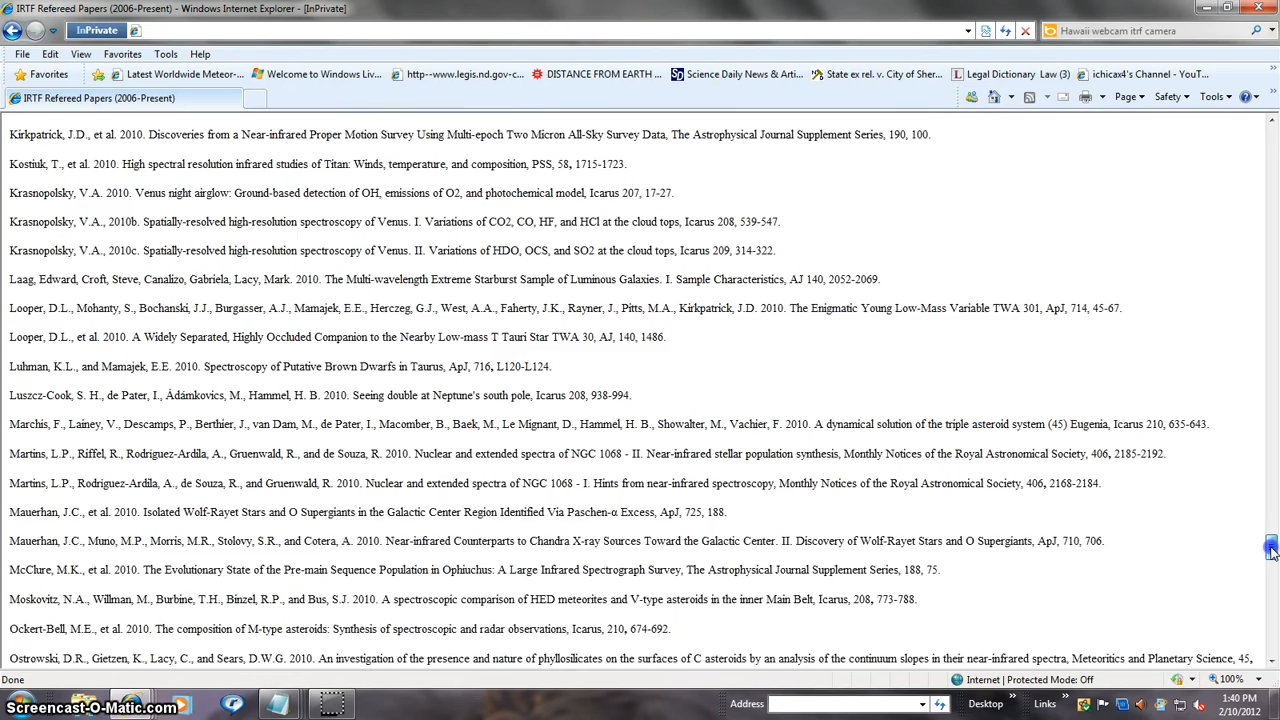 IRTF Refereed Papers (2006-Present) - Windows Internet Explorer - [InPrivate]
InPrivate
Hawaii webcam itrf camera
File Edit View Favorites Tools Help
Favorites Latest Worldwide Meteor-... Welcome to Windows Liv... http--www.legis.nd.gov-c... DISTANCE FROM EARTH ... Science Daily News & Arti... State ex rel. v. City of Sher... Legal Dictionary Law (3) ichicax4's Channel - YouT...
IRTF Refereed Papers (2006-Present)
Page Safety Tools
Kirkpatrick, J.D., et al. 2010. Discoveries from a Near-infrared Proper Motion Survey Using Multi-epoch Two Micron All-Sky Survey Data, The Astrophysical Journal Supplement Series, 190, 100.
Kostiuk, T., et al. 2010. High spectral resolution infrared studies of Titan: Winds, temperature, and composition, PSS, 58, 1715-1723.
Krasnopolsky, V.A. 2010. Venus night airglow: Ground-based detection of OH, emissions of O2, and photochemical model, Icarus 207, 17-27.
Krasnopolsky, V.A., 2010b. Spatially-resolved high-resolution spectroscopy of Venus. I. Variations of CO2, CO, HF, and HCl at the cloud tops, Icarus 208, 539-547.
Krasnopolsky, V.A., 2010c. Spatially-resolved high-resolution spectroscopy of Venus. II. Variations of HDO, OCS, and SO2 at the cloud tops, Icarus 209, 314-322.
Laag, Edward, Croft, Steve, Canalizo, Gabriela, Lacy, Mark. 2010. The Multi-wavelength Extreme Starburst Sample of Luminous Galaxies. I. Sample Characteristics, AJ 140, 2052-2069.
Looper, D.L., Mohanty, S., Bochanski, J.J., Burgasser, A.J., Mamajek, E.E., Herczeg, G.J., West, A.A., Faherty, J.K., Rayner, J., Pitts, M.A., Kirkpatrick, J.D. 2010. The Enigmatic Young Low-Mass Variable TWA 301, ApJ, 714, 45-67.
Looper, D.L., et al. 2010. A Widely Separated, Highly Occluded Companion to the Nearby Low-mass T Tauri Star TWA 30, AJ, 140, 1486.
Luhman, K.L., and Mamajek, E.E. 2010. Spectroscopy of Putative Brown Dwarfs in Taurus, ApJ, 716, L120-L124.
Luszcz-Cook, S. H., de Pater, I., Ádámkovics, M., Hammel, H. B. 2010. Seeing double at Neptune's south pole, Icarus 208, 938-994.
Marchis, F., Lainey, V., Descamps, P., Berthier, J., van Dam, M., de Pater, I., Macomber, B., Baek, M., Le Mignant, D., Hammel, H. B., Showalter, M., Vachier, F. 2010. A dynamical solution of the triple asteroid system (45) Eugenia, Icarus 210, 635-643.
Martins, L.P., Riffel, R., Rodriguez-Ardila, A., Gruenwald, R., and de Souza, R. 2010. Nuclear and extended spectra of NGC 1068 - II. Near-infrared stellar population synthesis, Monthly Notices of the Royal Astronomical Society, 406, 2185-2192.
Martins, L.P., Rodriguez-Ardila, A., de Souza, R., and Gruenwald, R. 2010. Nuclear and extended spectra of NGC 1068 - I. Hints from near-infrared spectroscopy, Monthly Notices of the Royal Astronomical Society, 406, 2168-2184.
Mauerhan, J.C., et al. 2010. Isolated Wolf-Rayet Stars and O Supergiants in the Galactic Center Region Identified Via Paschen-α Excess, ApJ, 725, 188.
Mauerhan, J.C., Muno, M.P., Morris, M.R., Stolovy, S.R., and Cotera, A. 2010. Near-infrared Counterparts to Chandra X-ray Sources Toward the Galactic Center. II. Discovery of Wolf-Rayet Stars and O Supergiants, ApJ, 710, 706.
McClure, M.K., et al. 2010. The Evolutionary State of the Pre-main Sequence Population in Ophiuchus: A Large Infrared Spectrograph Survey, The Astrophysical Journal Supplement Series, 188, 75.
Moskovitz, N.A., Willman, M., Burbine, T.H., Binzel, R.P., and Bus, S.J. 2010. A spectroscopic comparison of HED meteorites and V-type asteroids in the inner Main Belt, Icarus, 208, 773-788.
Ockert-Bell, M.E., et al. 2010. The composition of M-type asteroids: Synthesis of spectroscopic and radar observations, Icarus, 210, 674-692.
Ostrowski, D.R., Gietzen, K., Lacy, C., and Sears, D.W.G. 2010. An investigation of the presence and nature of phyllosilicates on the surfaces of C asteroids by an analysis of the continuum slopes in their near-infrared spectra, Meteoritics and Planetary Science, 45,
Done Internet | Protected Mode: Off 100%
Address Desktop Links 1:40 PM
Screencast-O-Matic.com 2/10/2012